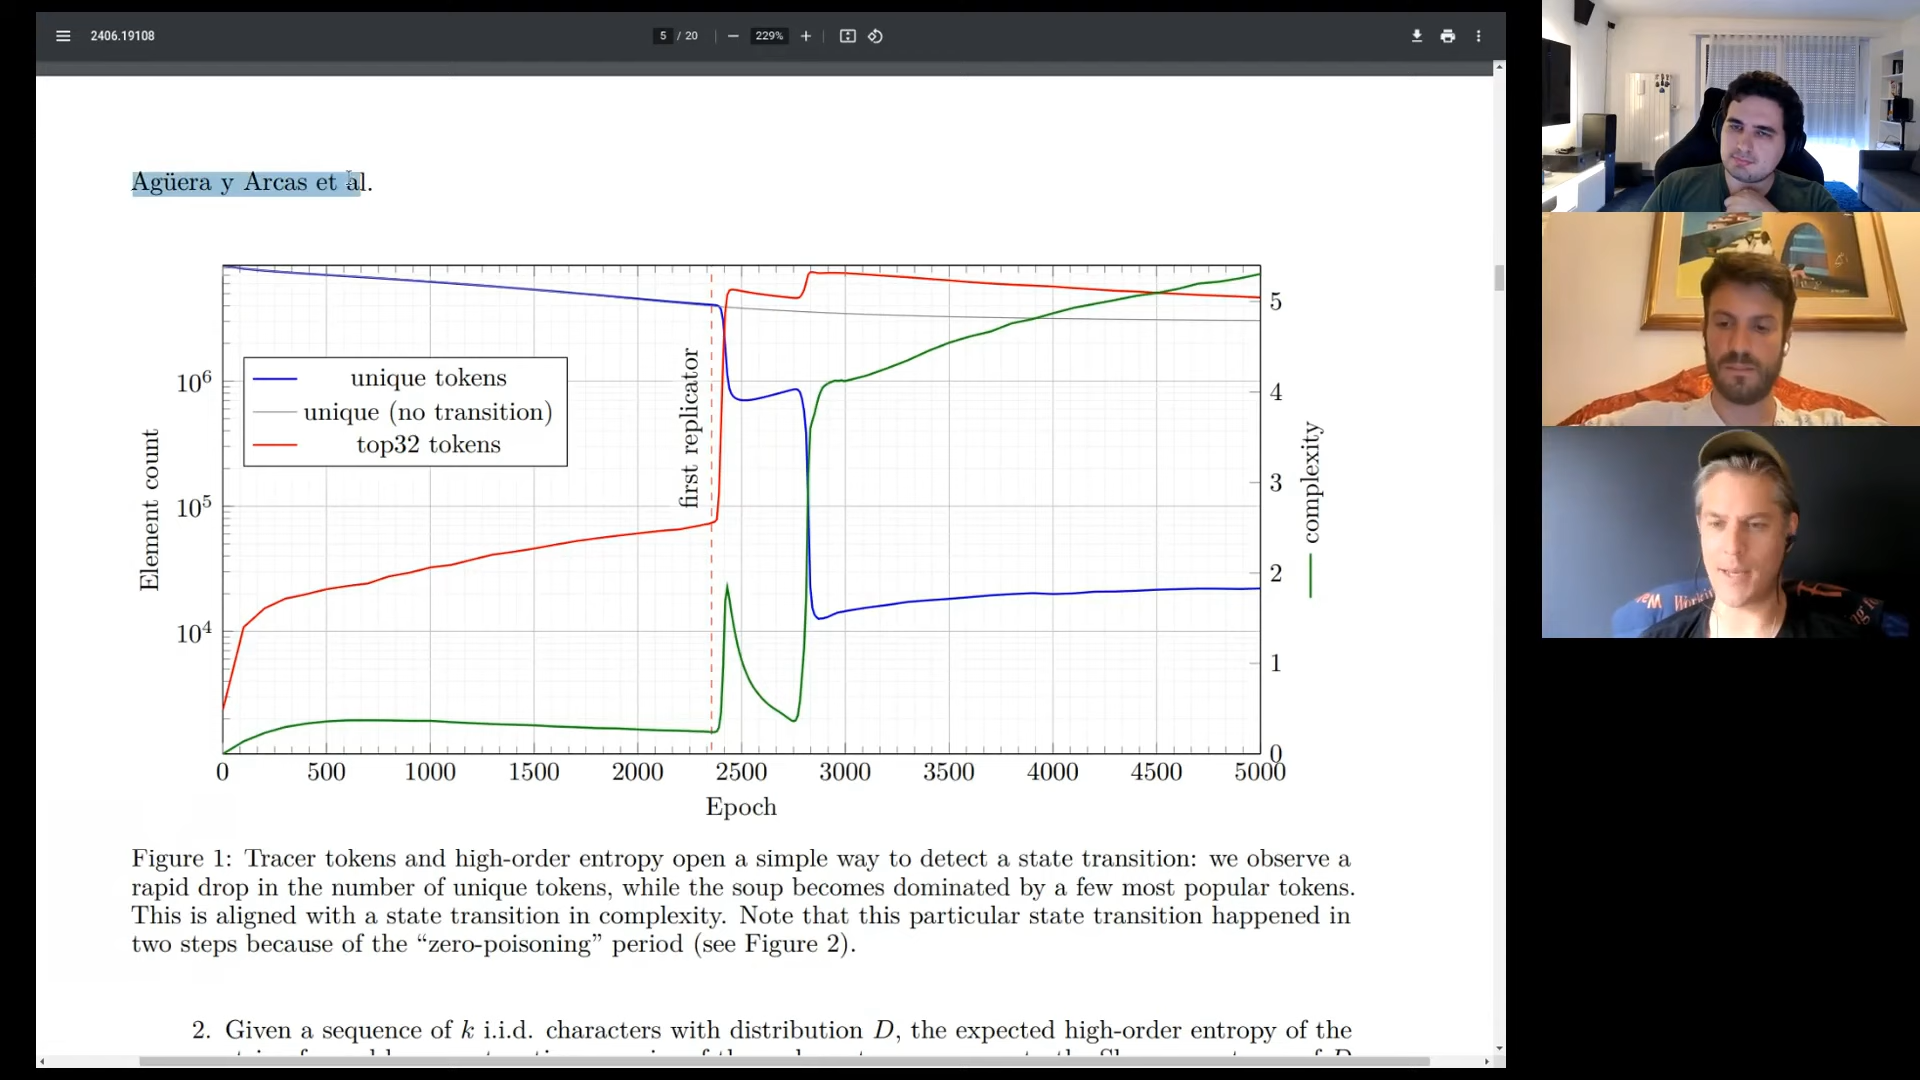 2406.19108
5 / 20
229%
Agüera y Arcas et al.
unique tokens
unique (no transition)
top32 tokens
first replicator
Element count
10⁶
10⁵
10⁴
5
4
3
2
1
0
complexity
0 500 1000 1500 2000 2500 3000 3500 4000 4500 5000
Epoch
Figure 1: Tracer tokens and high-order entropy open a simple way to detect a state transition: we observe a
rapid drop in the number of unique tokens, while the soup becomes dominated by a few most popular tokens.
This is aligned with a state transition in complexity. Note that this particular state transition happened in
two steps because of the “zero-poisoning” period (see Figure 2).
2. Given a sequence of k i.i.d. characters with distribution D, the expected high-order entropy of the